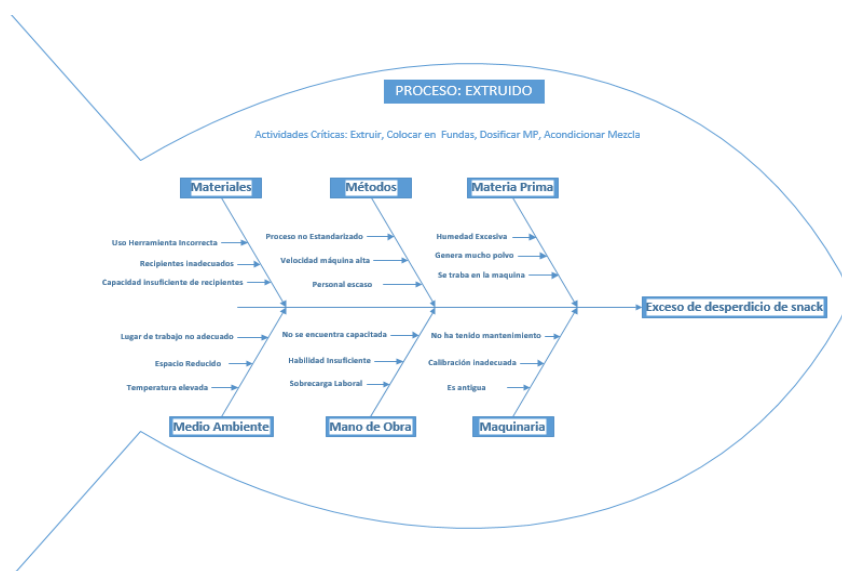 PROCESO: EXTRUIDO
Actividades Críticas: Extruir, Colocar en Fundas, Dosificar MP, Acondicionar Mezcla
Materiales
Métodos
Materia Prima
Uso Herramienta Incorrecta
Recipientes inadecuados
Capacidad insuficiente de recipientes
Proceso no Estandarizado
Velocidad máquina alta
Personal escaso
Humedad Excesiva
Genera mucho polvo
Se traba en la maquina
Exceso de desperdicio de snack
Lugar de trabajo no adecuado
Espacio Reducido
Temperatura elevada
No se encuentra capacitada
Habilidad Insuficiente
Sobrecarga Laboral
No ha tenido mantenimiento
Calibración inadecuada
Es antigua
Medio Ambiente
Mano de Obra
Maquinaria